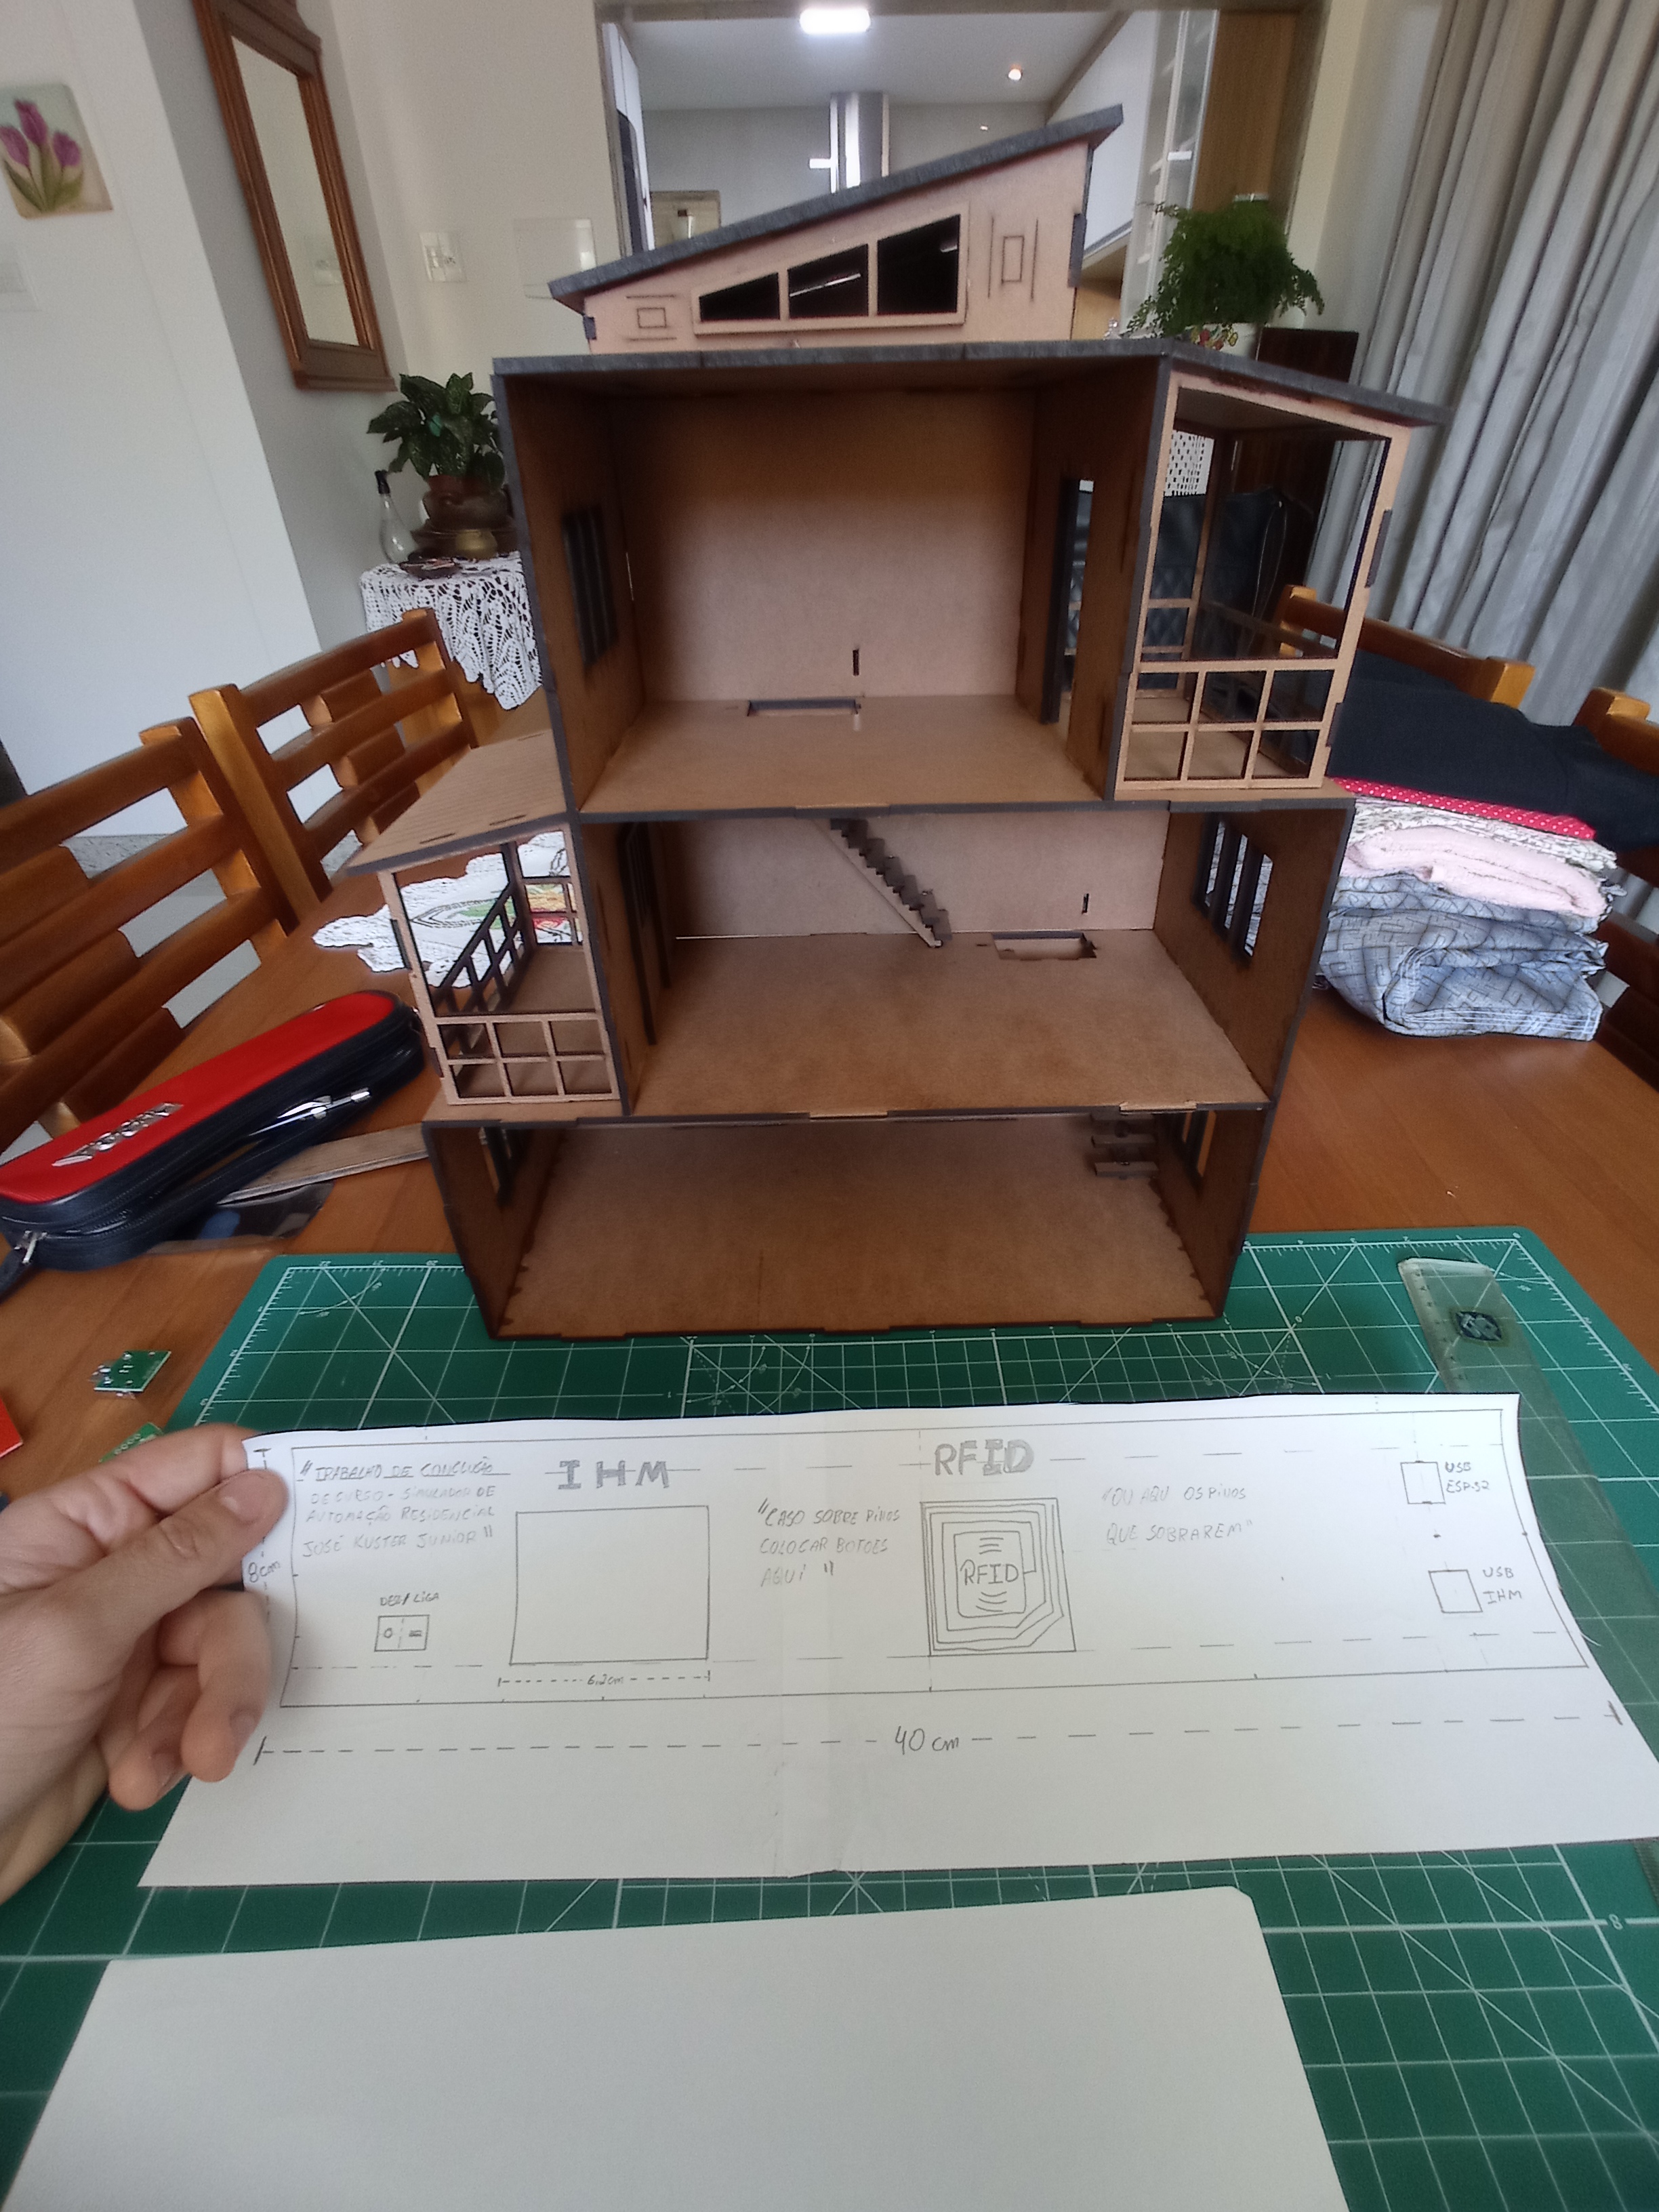 "TRABALHO DE CONCLUSÃO
DE CURSO - SIMULADOR DE
AUTOMAÇÃO RESIDENCIAL
JOSÉ KUSTER JUNIOR"
8cm
DES/LIGA
O
IHM
6.2cm
"CASO SOBRE PINOS
COLOCAR BOTOES
AQUI"
RFID
RFID
"OU AQUI OS PINOS
QUE SOBRAREM"
USB
ESP-32
USB
IHM
40 cm
8